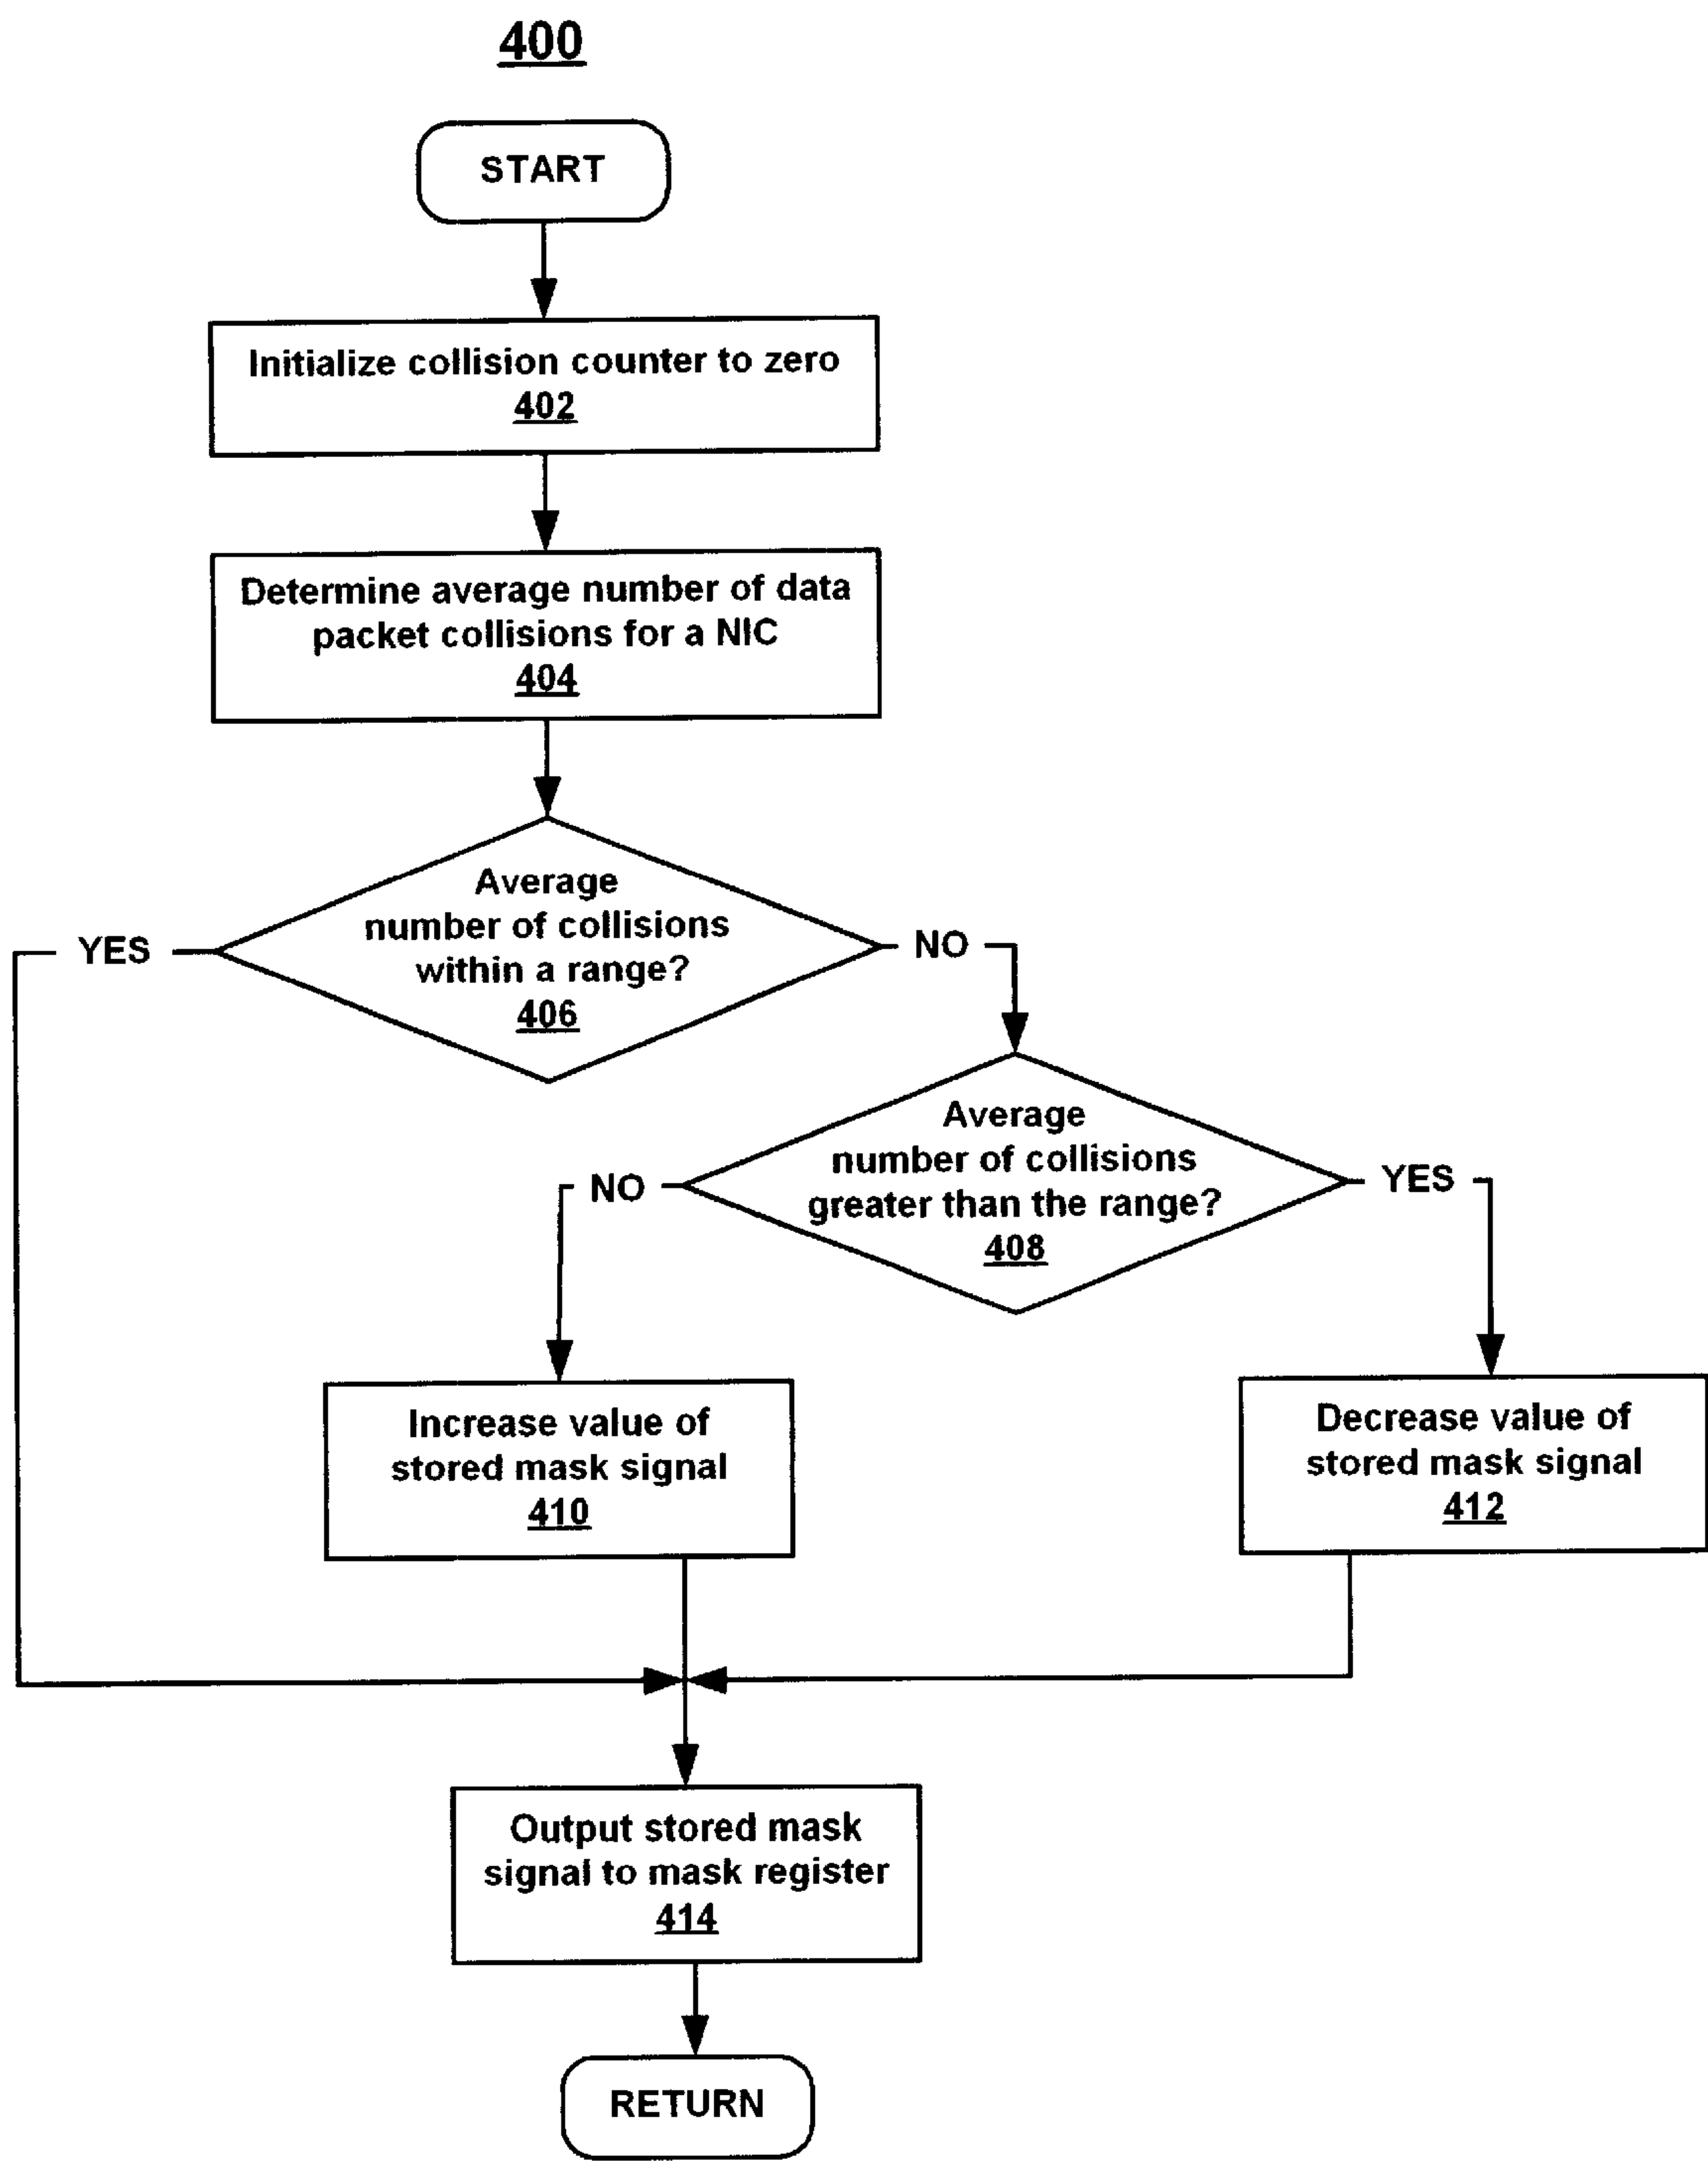 400
START
Initialize collision counter to zero
402
Determine average number of data
packet collisions for a NIC
404
Average
number of collisions
within a range?
406
YES
NO
Average
number of collisions
greater than the range?
408
NO
YES
Increase value of
stored mask signal
410
Decrease value of
stored mask signal
412
Output stored mask
signal to mask register
414
RETURN